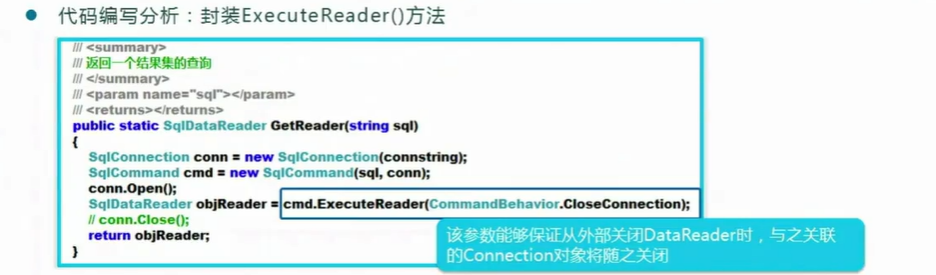 ● 代码编写分析：封装ExecuteReader()方法
/// <summary>
/// 返回一个结果集的查询
/// </summary>
/// <param name="sql"></param>
/// <returns></returns>
public static SqlDataReader GetReader(string sql)
{
SqlConnection conn = new SqlConnection(connstring);
SqlCommand cmd = new SqlCommand(sql, conn);
conn.Open();
SqlDataReader objReader = cmd.ExecuteReader(CommandBehavior.CloseConnection);
// conn.Close();
return objReader;
}
该参数能够保证从外部关闭DataReader时，与之关联
的Connection对象将随之关闭